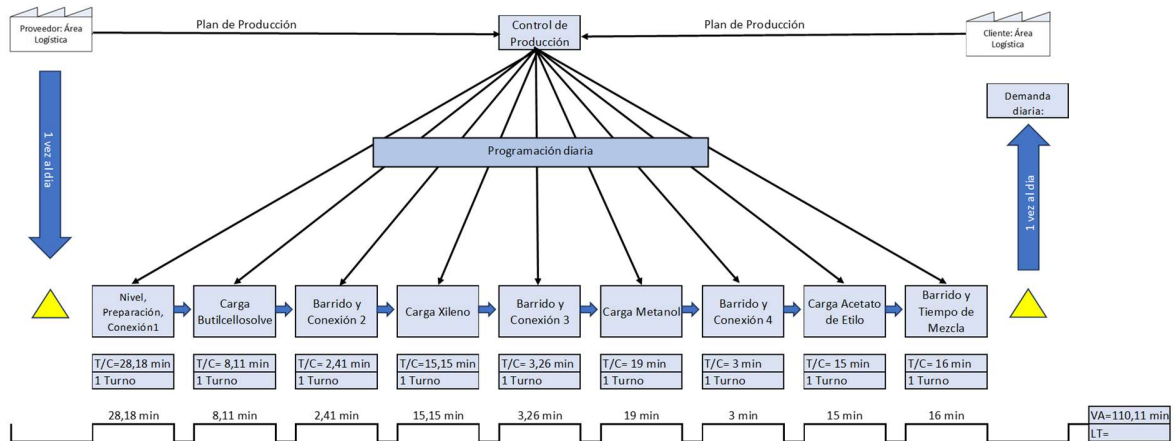 Proveedor: Área
Logística
Plan de Producción
Control de
Producción
Plan de Producción
Cliente: Área
Logística
1 vez al día
Demanda
diaria:
1 vez al día
Programación diaria
Nivel,
Preparación,
Conexión1
Carga
Butilcellosolve
Barrido y
Conexión 2
Carga Xileno
Barrido y
Conexión 3
Carga Metanol
Barrido y
Conexión 4
Carga Acetato
de Etilo
Barrido y
Tiempo de
Mezcla
T/C=28,18 min
1 Turno
T/C= 8,11 min
1 Turno
T/C= 2,41 min
1 Turno
T/C=15,15 min
1 Turno
T/C= 3,26 min
1 Turno
T/C= 19 min
1 Turno
T/C= 3 min
1 Turno
T/C= 15 min
1 Turno
T/C= 16 min
1 Turno
28,18 min
8,11 min
2,41 min
15,15 min
3,26 min
19 min
3 min
15 min
16 min
VA=110,11 min
LT=